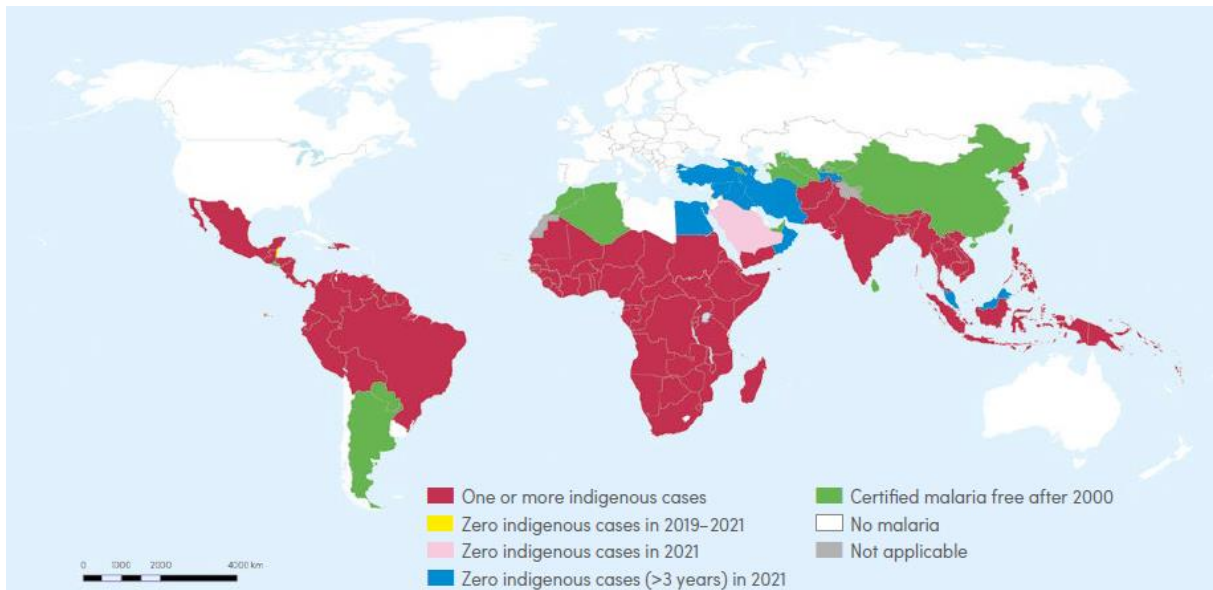 One or more indigenous cases
Zero indigenous cases in 2019–2021
Zero indigenous cases in 2021
Zero indigenous cases (>3 years) in 2021
Certified malaria free after 2000
No malaria
Not applicable
0 1000 2000 4000 km